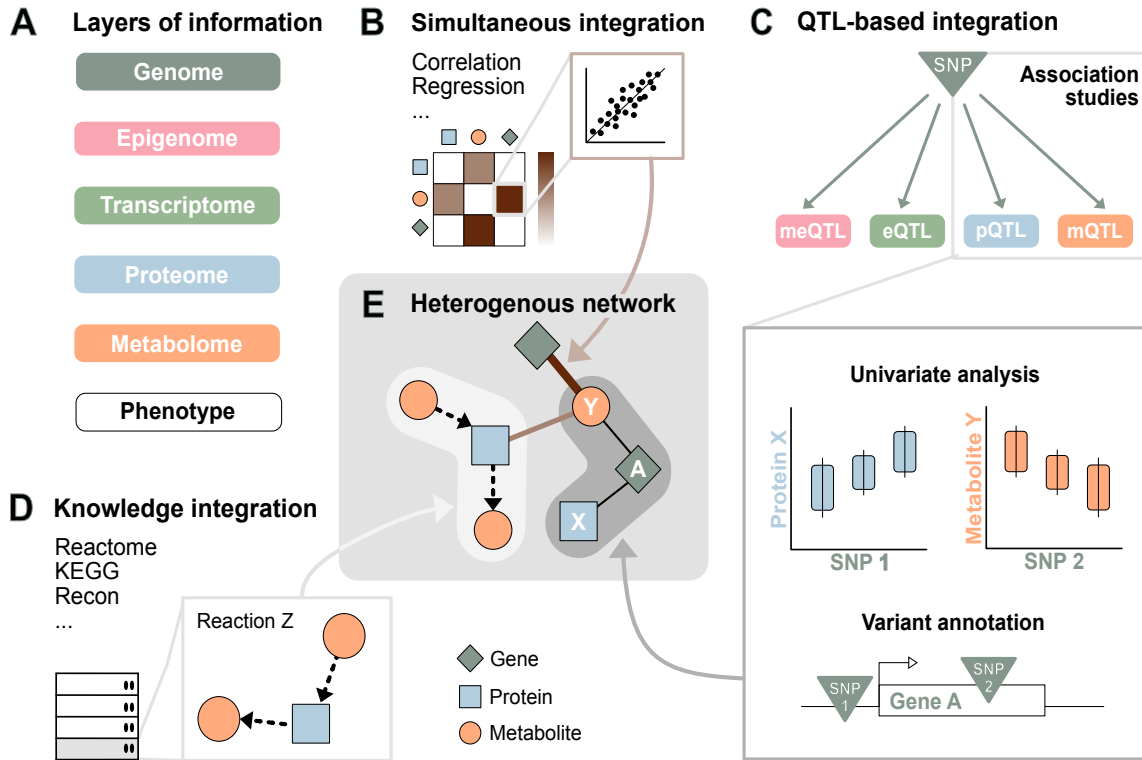 A Layers of information
Genome
Epigenome
Transcriptome
Proteome
Metabolome
Phenotype
B Simultaneous integration
Correlation
Regression
...
C QTL-based integration
SNP
Association
studies
meQTL eQTL pQTL mQTL
Univariate analysis
Protein X
SNP 1
Metabolite Y
SNP 2
Variant annotation
SNP
1
Gene A
SNP
2
D Knowledge integration
Reactome
KEGG
Recon
...
Reaction Z
E Heterogenous network
Y
A
X
Gene
Protein
Metabolite